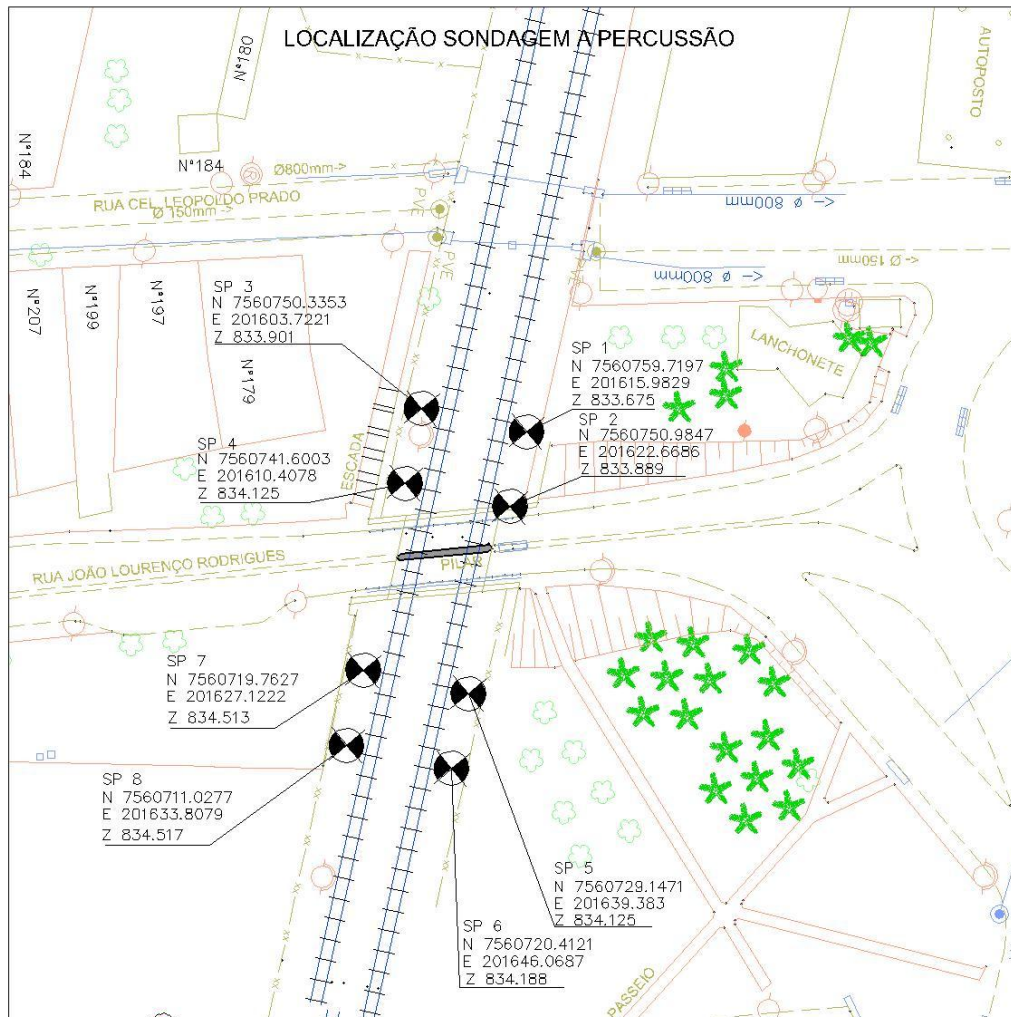 LOCALIZAÇÃO SONDAGEM A PERCUSSÃO
Nº180
AUTOPOSTO
Nº184
Nº184
Ø800mm->
RUA CEL. LEOPOLDO PRADO
Ø 150mm ->
PVE
PVE
PVE
<- ø 800mm
<- ø 800mm
<- Ø 150mm
Nº207
Nº199
Nº197
Nº179
SP 3
N 7560750.3353
E 201603.7221
Z 833.901
SP 1
N 7560759.7197
E 201615.9829
Z 833.675
LANCHONETE
SP 2
N 7560750.9847
E 201622.6686
Z 833.889
SP 4
N 7560741.6003
E 201610.4078
Z 834.125
ESCADA
RUA JOÃO LOURENÇO RODRIGUES
PILAR
SP 7
N 7560719.7627
E 201627.1222
Z 834.513
SP 8
N 7560711.0277
E 201633.8079
Z 834.517
SP 5
N 7560729.1471
E 201639.383
Z 834.125
SP 6
N 7560720.4121
E 201646.0687
Z 834.188
PASSEIO